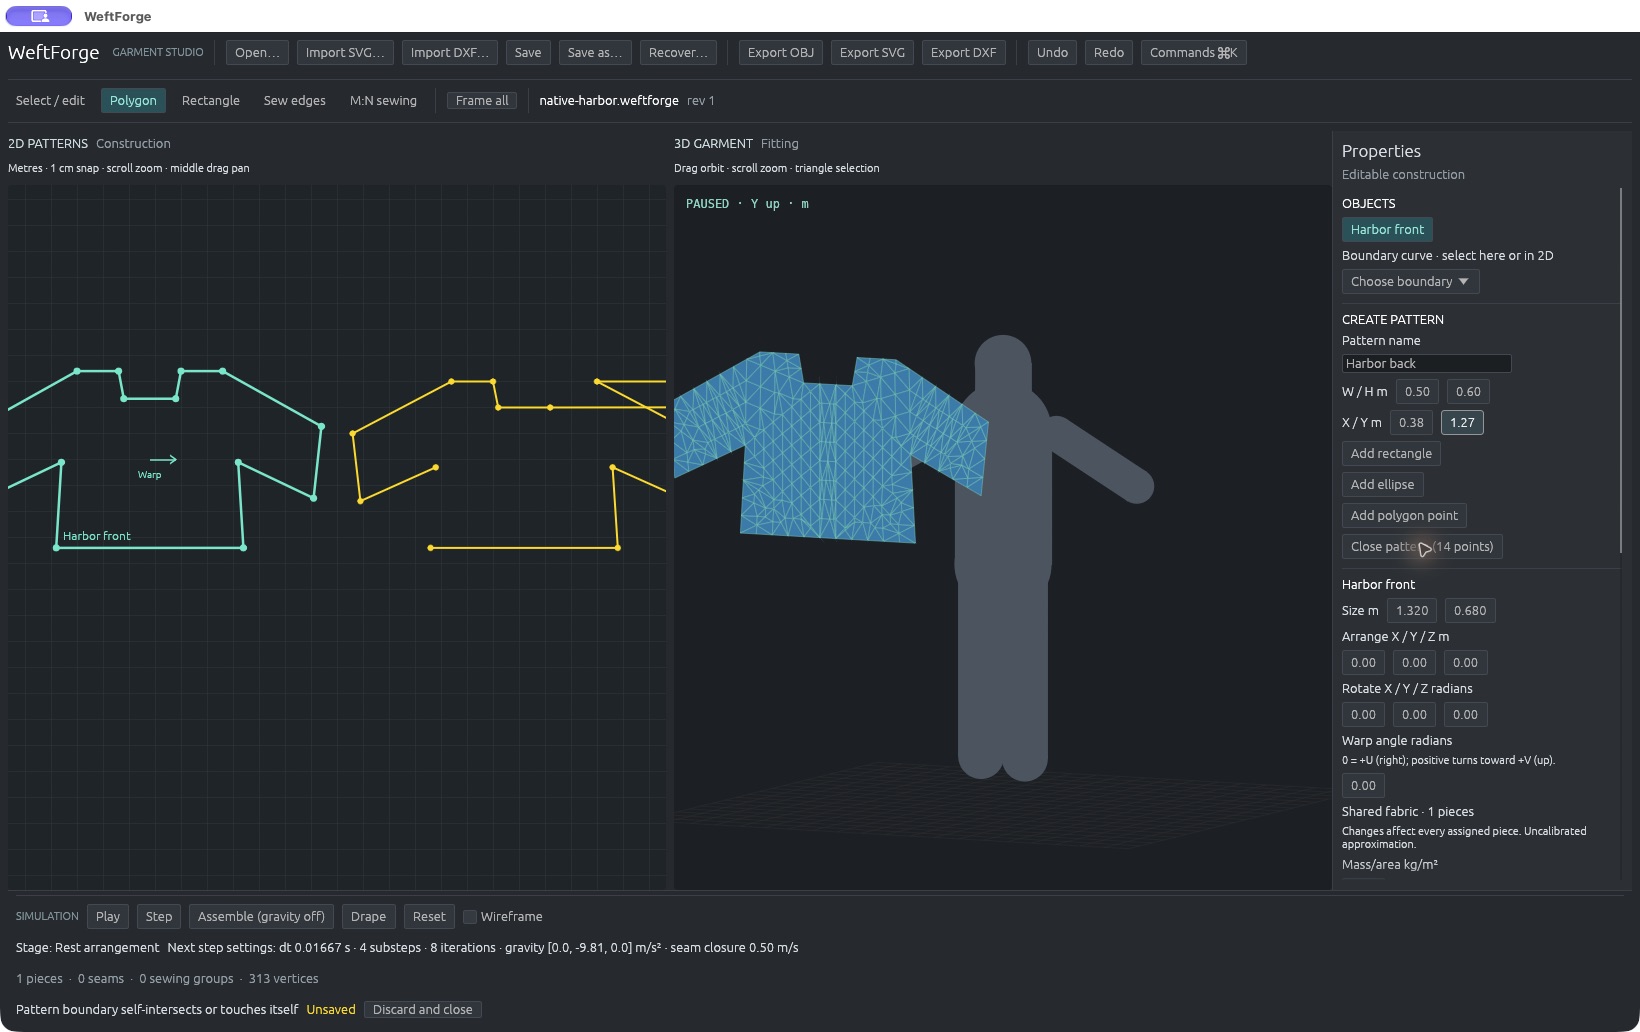 WeftForge
WeftForge GARMENT STUDIO Open... Import SVG... Import DXF... Save Save as... Recover... Export OBJ Export SVG Export DXF Undo Redo Commands ⌘K
Select / edit Polygon Rectangle Sew edges M:N sewing Frame all native-harbor.weftforge rev 1
2D PATTERNS Construction
Metres · 1 cm snap · scroll zoom · middle drag pan
Warp
Harbor front
3D GARMENT Fitting
Drag orbit · scroll zoom · triangle selection
PAUSED · Y up · m
Properties
Editable construction
OBJECTS
Harbor front
Boundary curve · select here or in 2D
Choose boundary
CREATE PATTERN
Pattern name
Harbor back
W / H m 0.50 0.60
X / Y m 0.38 1.27
Add rectangle
Add ellipse
Add polygon point
Close pattern (14 points)
Harbor front
Size m 1.320 0.680
Arrange X / Y / Z m
0.00 0.00 0.00
Rotate X / Y / Z radians
0.00 0.00 0.00
Warp angle radians
0 = +U (right); positive turns toward +V (up).
0.00
Shared fabric · 1 pieces
Changes affect every assigned piece. Uncalibrated
approximation.
Mass/area kg/m²
SIMULATION Play Step Assemble (gravity off) Drape Reset Wireframe
Stage: Rest arrangement Next step settings: dt 0.01667 s · 4 substeps · 8 iterations · gravity [0.0, -9.81, 0.0] m/s² · seam closure 0.50 m/s
1 pieces · 0 seams · 0 sewing groups · 313 vertices
Pattern boundary self-intersects or touches itself Unsaved Discard and close